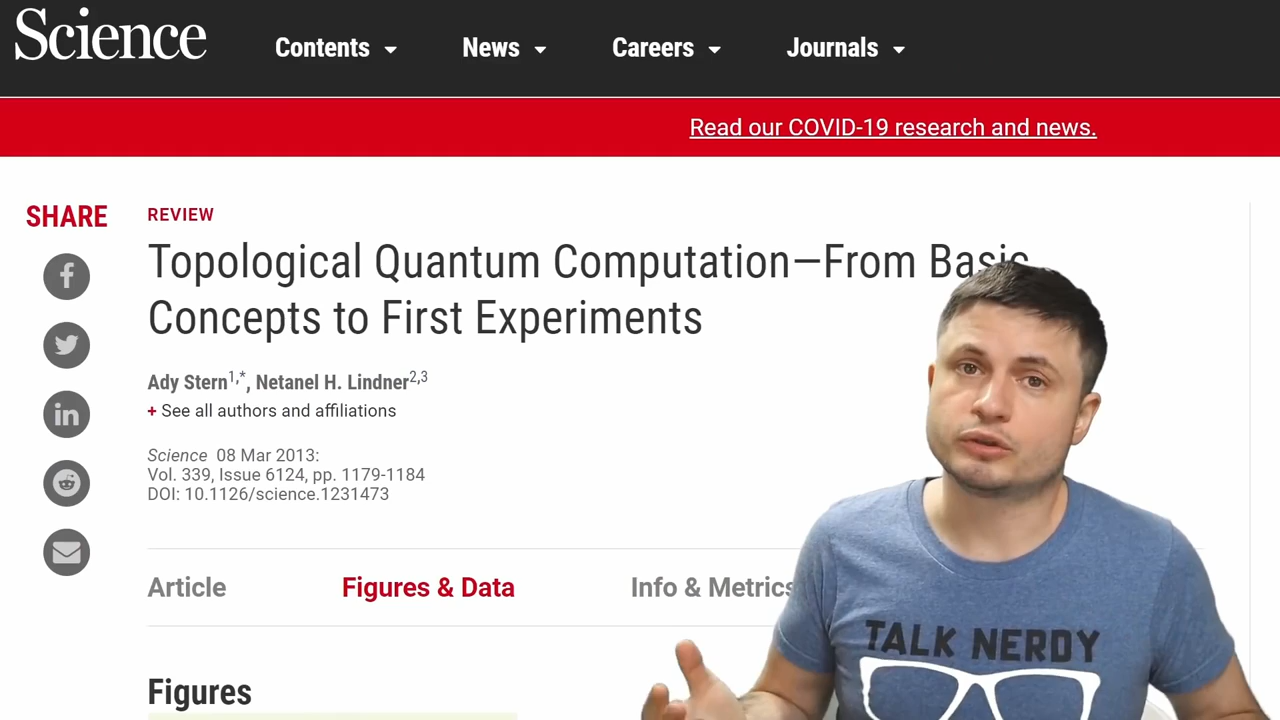 Science
Contents
News
Careers
Journals
Read our COVID-19 research and news.
SHARE
REVIEW
Topological Quantum Computation—From Basic
Concepts to First Experiments
Ady Stern1,*, Netanel H. Lindner2,3
+ See all authors and affiliations
Science 08 Mar 2013:
Vol. 339, Issue 6124, pp. 1179-1184
DOI: 10.1126/science.1231473
Article
Figures & Data
Info & Metrics
Figures
TALK NERDY